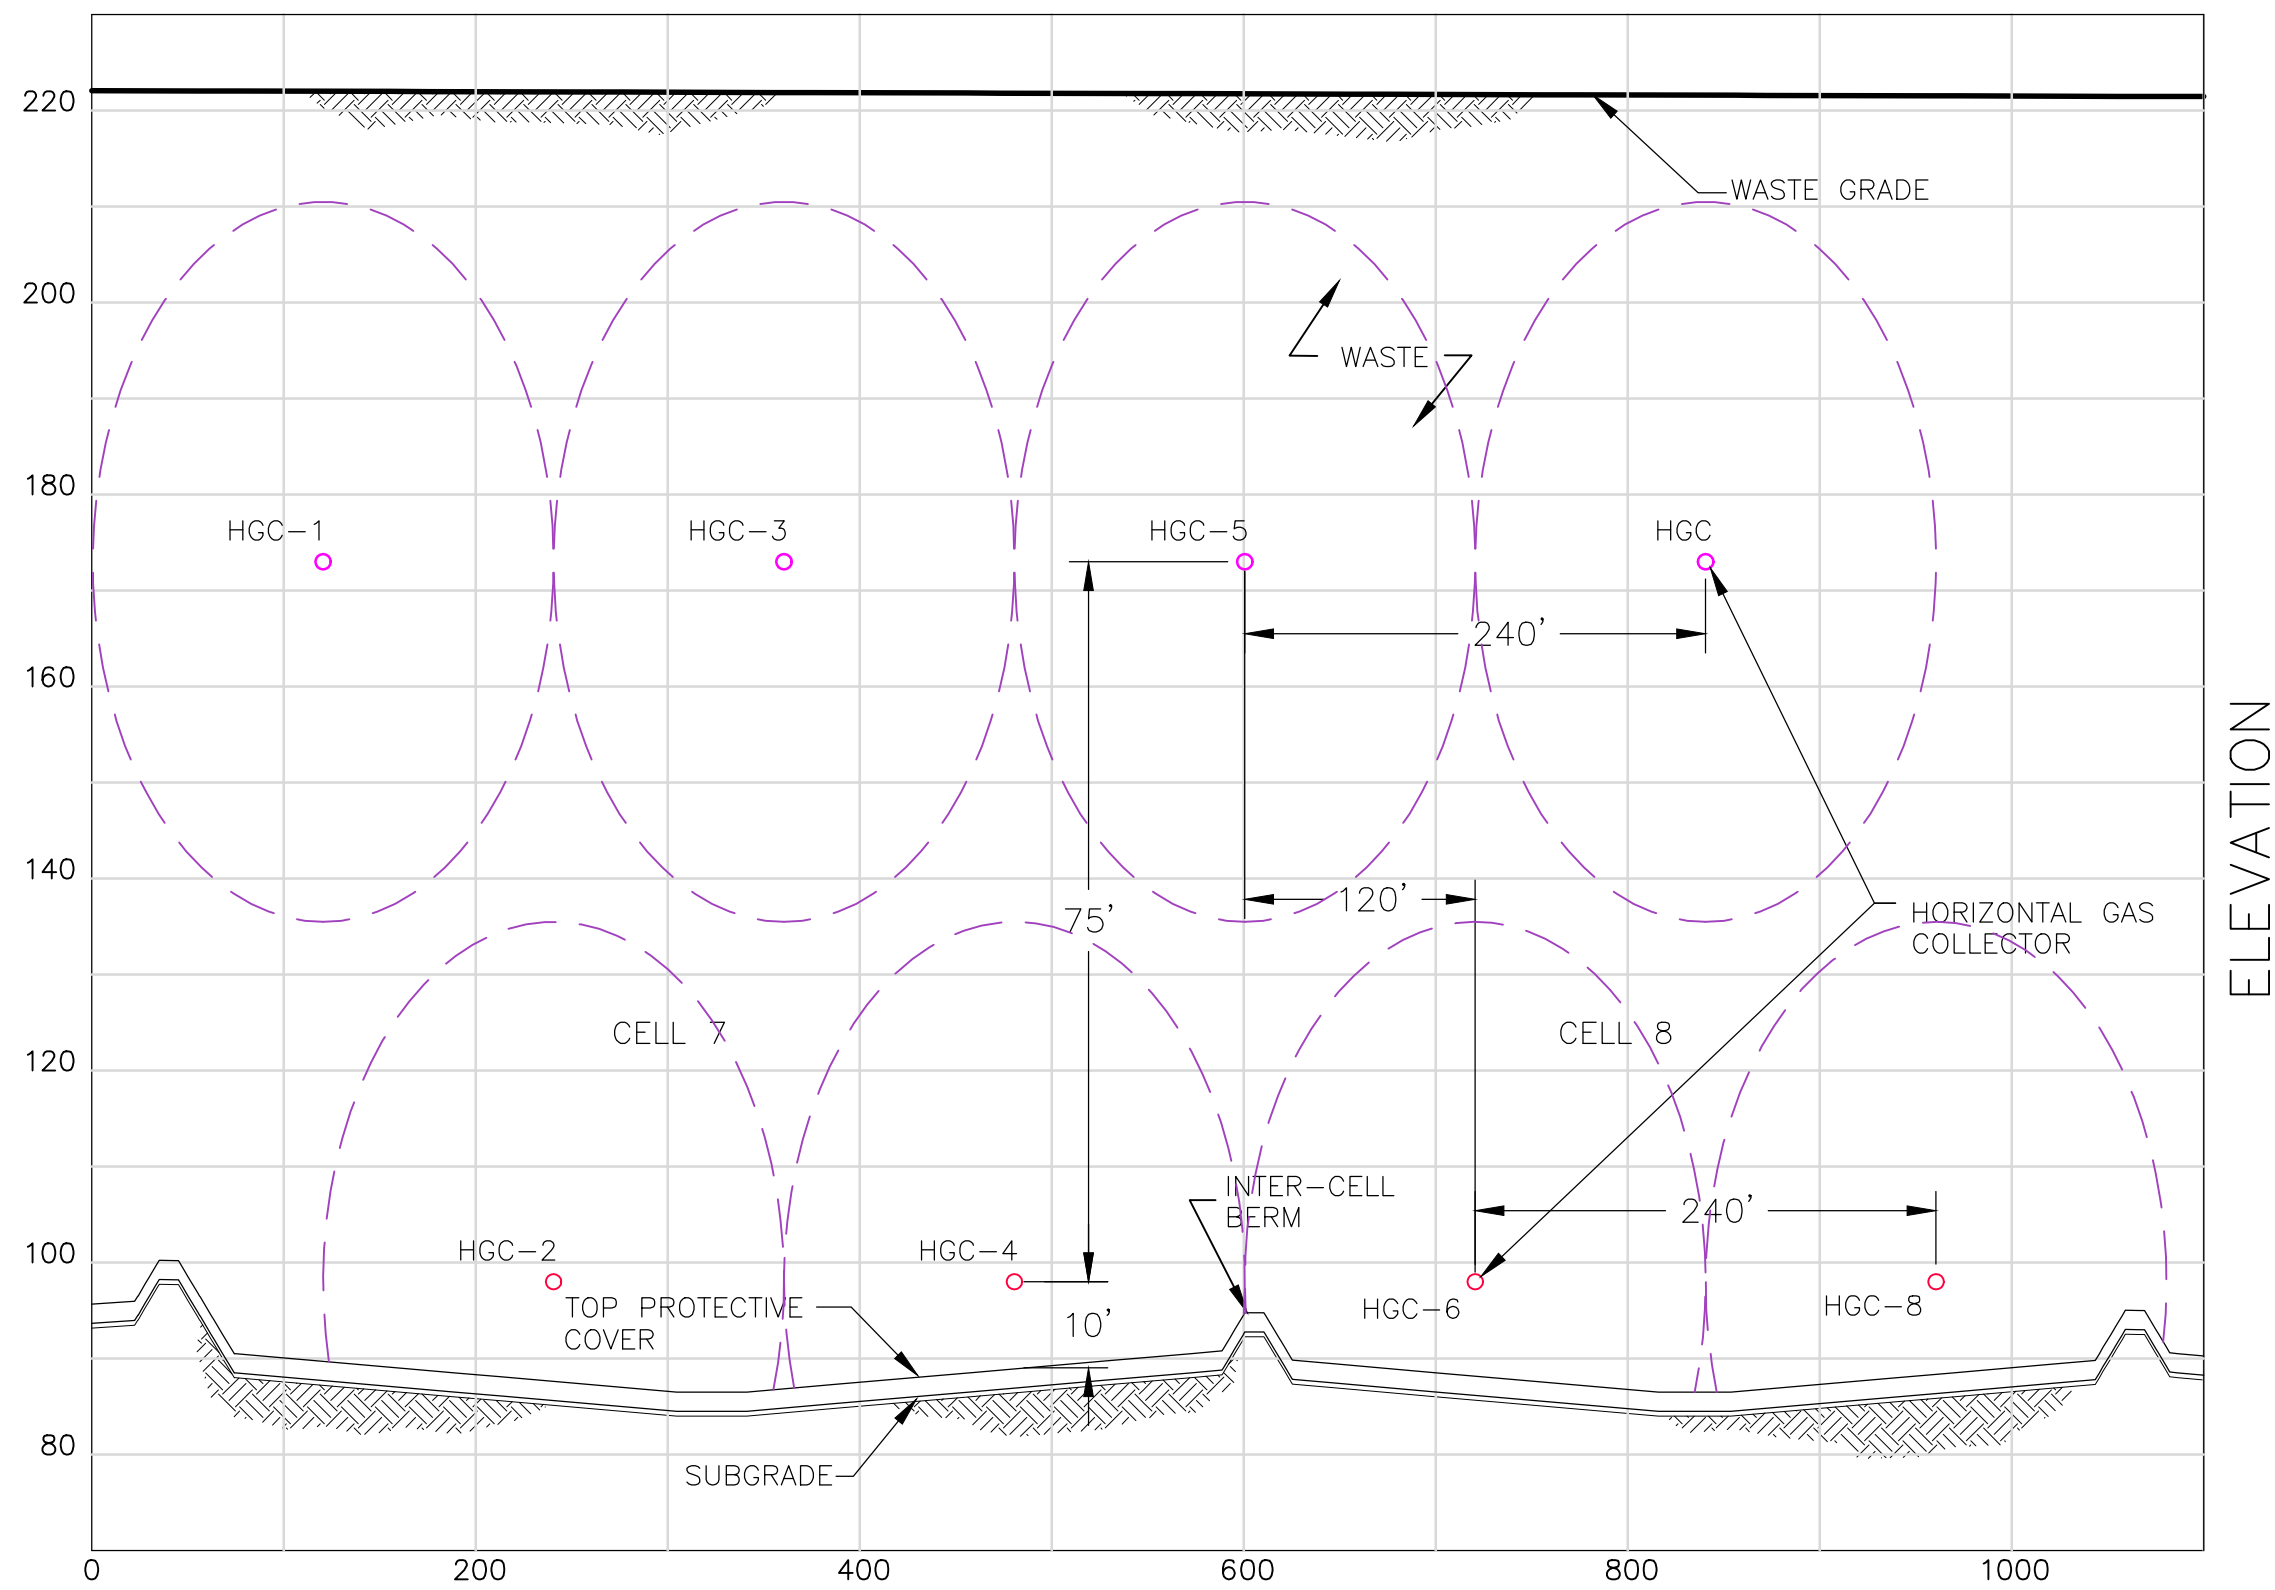 220
WASTE GRADE
200
WASTE
180
HGC-1
HGC-3
HGC-5
HGC
240'
160
140
120'
75'
HORIZONTAL GAS
COLLECTOR
ELEVATION
CELL 7
CELL 8
120
INTER-CELL
BERM
240'
100
HGC-2
HGC-4
TOP PROTECTIVE
COVER
10'
HGC-6
HGC-8
80
SUBGRADE
0
200
400
600
800
1000